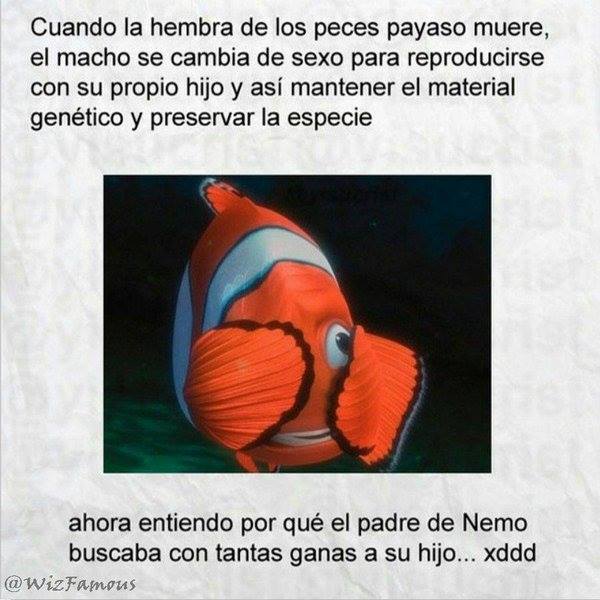 Cuando la hembra de los peces payaso muere,
el macho se cambia de sexo para reproducirse
con su propio hijo y así mantener el material
genético y preservar la especie
ahora entiendo por qué el padre de Nemo
buscaba con tantas ganas a su hijo... xddd
@WizFamous